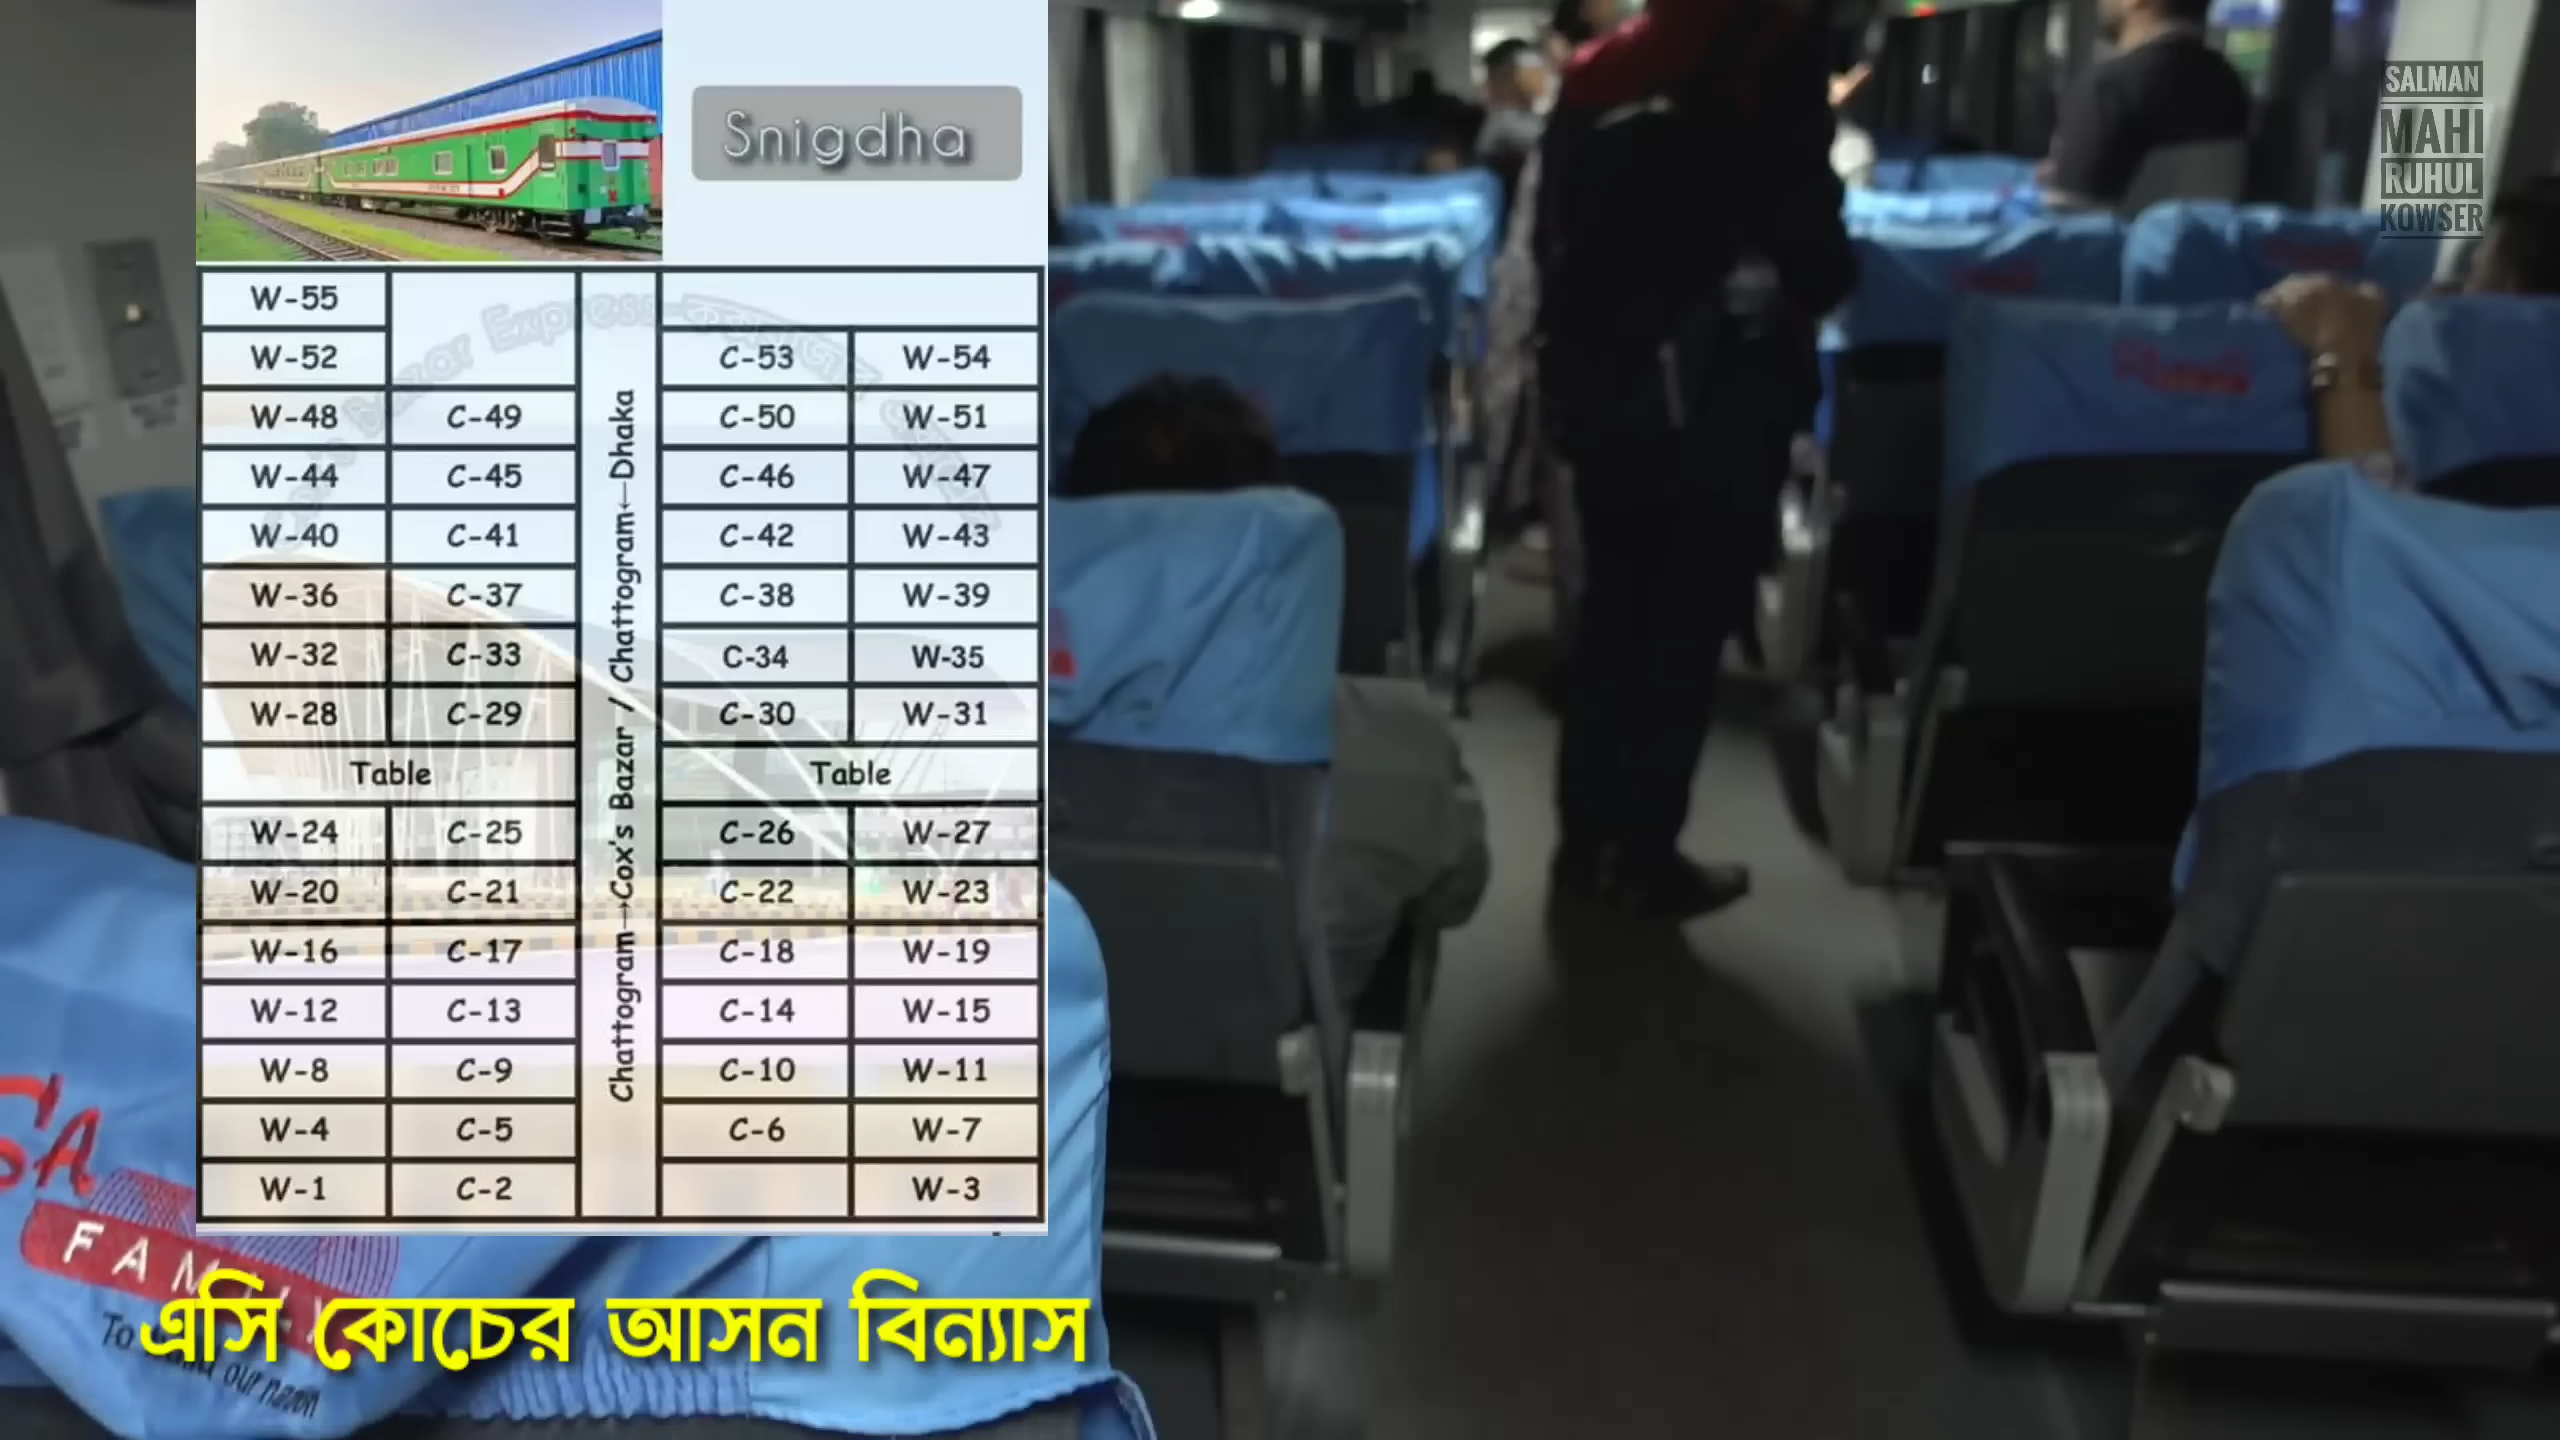 Snigdha
SALMAN
MAHI
RUHUL
KOWSER
W-55
W-52 C-53 W-54
W-48 C-49 C-50 W-51
W-44 C-45 C-46 W-47
W-40 C-41 C-42 W-43
W-36 C-37 C-38 W-39
W-32 C-33 C-34 W-35
W-28 C-29 C-30 W-31
Table Table
W-24 C-25 C-26 W-27
W-20 C-21 C-22 W-23
W-16 C-17 C-18 W-19
W-12 C-13 C-14 W-15
W-8 C-9 C-10 W-11
W-4 C-5 C-6 W-7
W-1 C-2 W-3
Chattogram→Cox's Bazar / Chattogram←Dhaka
FAMILY
এসি কোচের আসন বিন্যাস